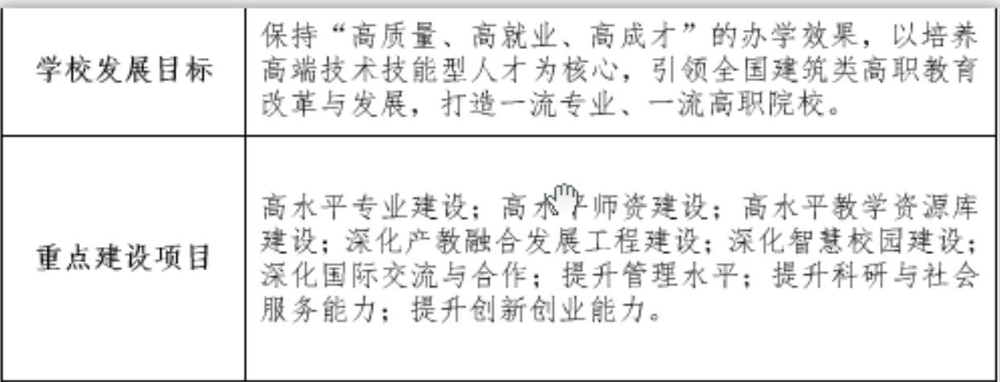 学校发展目标
保持“高质量、高就业、高成才”的办学效果，以培养
高端技术技能型人才为核心，引领全国建筑类高职教育
改革与发展，打造一流专业、一流高职院校。
重点建设项目
高水平专业建设；高水平师资建设；高水平教学资源库
建设；深化产教融合发展工程建设；深化智慧校园建设；
深化国际交流与合作；提升管理水平；提升科研与社会
服务能力；提升创新创业能力。